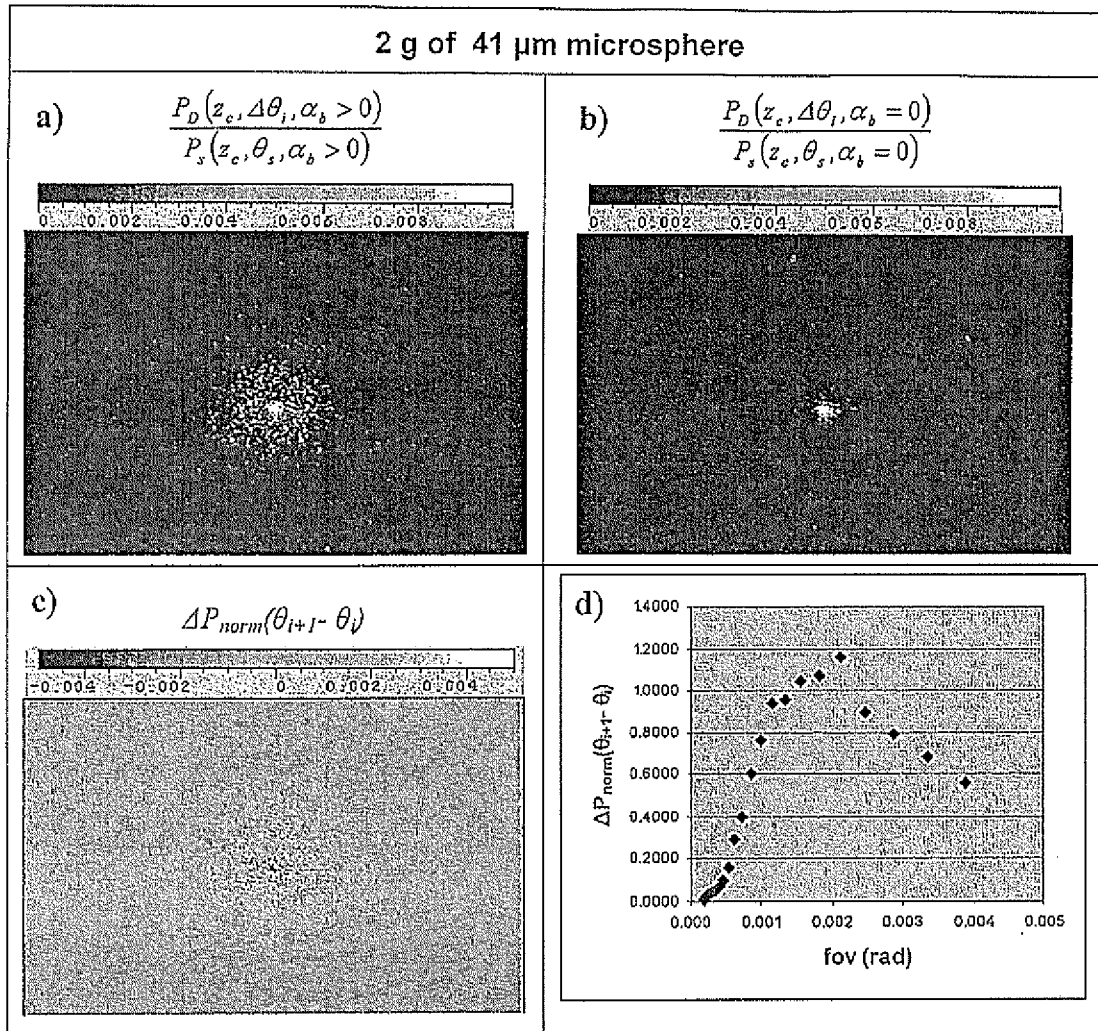 2 g of 41 µm microsphere
a)
P_D(z_c, Δθ_i, α_b > 0)
P_s(z_c, θ_s, α_b > 0)
0 0.002 0.004 0.006 0.008
b)
P_D(z_c, Δθ_i, α_b = 0)
P_s(z_c, θ_s, α_b = 0)
0 0.002 0.004 0.006 0.008
c)
ΔP_norm(θ_i+1 - θ_i)
-0.004 -0.002 0 0.002 0.004
d)
ΔP_norm(θ_i+1 - θ_i)
1.4000
1.2000
1.0000
0.8000
0.6000
0.4000
0.2000
0.0000
0.000 0.001 0.002 0.003 0.004 0.005
fov (rad)